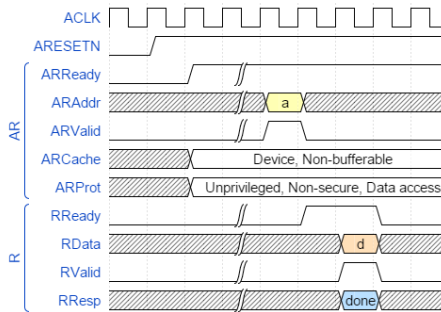 ACLK
ARESETN
AR
ARReady
ARAddr
a
ARValid
ARCache
Device, Non-bufferable
ARProt
Unprivileged, Non-secure, Data access
R
RReady
RData
d
RValid
RResp
done